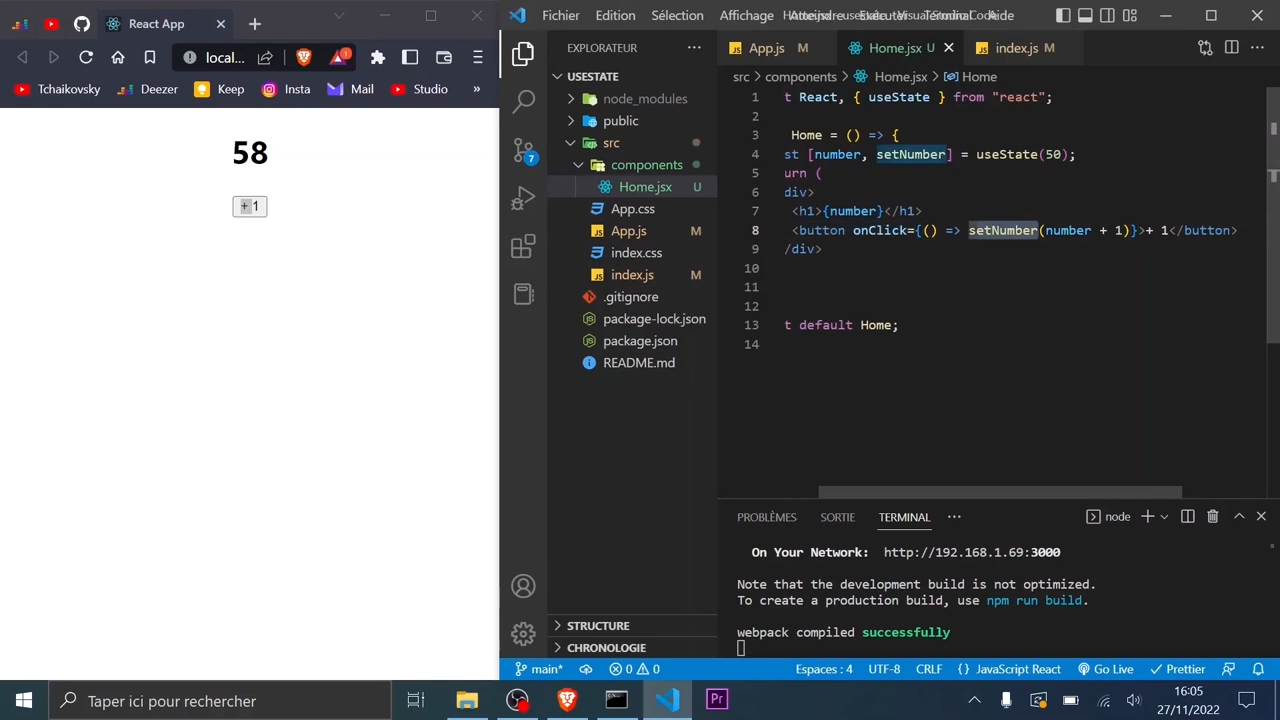 React App
Fichier Edition Sélection Affichage Aide
local...
1
Tchaikovsky Deezer Keep Insta Mail Studio »
58
+ 1
EXPLORATEUR
USESTATE
node_modules
public
src
components
Home.jsx U
App.css
App.js M
index.css
index.js M
.gitignore
package-lock.json
package.json
README.md
STRUCTURE
CHRONOLOGIE
7
App.js M Home.jsx U index.js M
src > components > Home.jsx > Home
1 t React, { useState } from "react";
2
3 Home = () => {
4 st [number, setNumber] = useState(50);
5 urn (
6 div>
7 <h1>{number}</h1>
8 <button onClick={() => setNumber(number + 1)}>+ 1</button>
9 /div>
10
11
12
13 t default Home;
14
PROBLÈMES SORTIE TERMINAL ... node
On Your Network: http://192.168.1.69:3000
Note that the development build is not optimized.
To create a production build, use npm run build.
webpack compiled successfully
main* 0 0 Espaces : 4 UTF-8 CRLF {} JavaScript React Go Live Prettier
Taper ici pour rechercher
Pr
16:05
27/11/2022